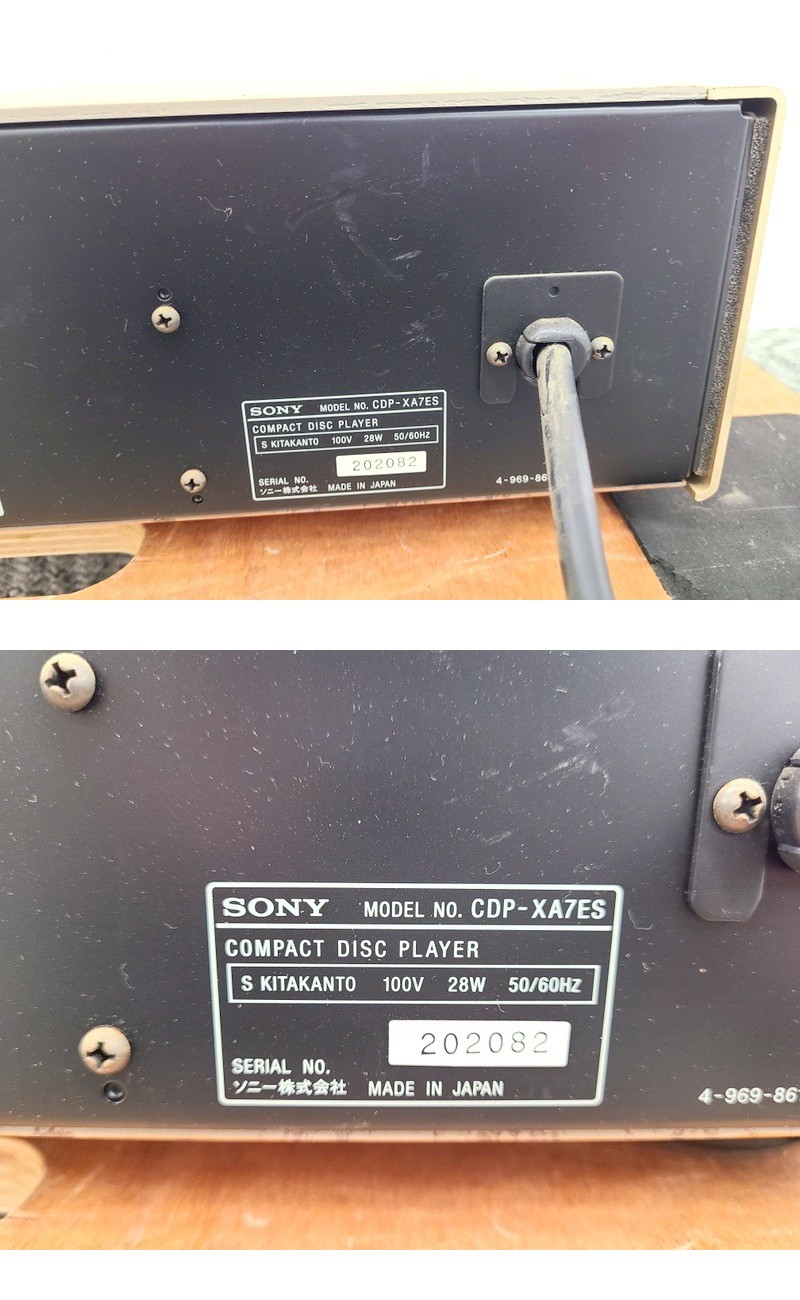 SONY MODEL NO. CDP-XA7ES
COMPACT DISC PLAYER
S KITAKANTO 100V 28W 50/60Hz
202082
SERIAL NO.
ソニー株式会社 MADE IN JAPAN
4-969-86
SONY MODEL NO. CDP-XA7ES
COMPACT DISC PLAYER
S KITAKANTO 100V 28W 50/60Hz
202082
SERIAL NO.
ソニー株式会社 MADE IN JAPAN
4-969-86